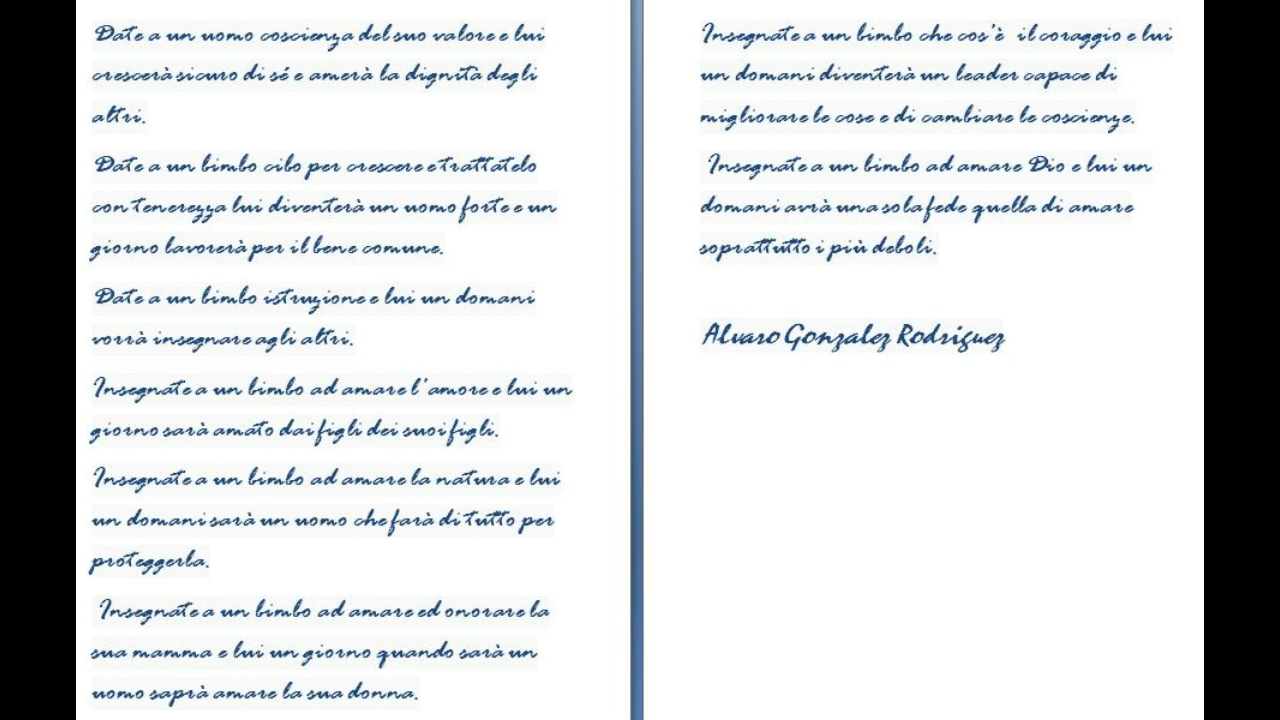 Date a un uomo coscienza del suo valore e lui
crescerà sicuro di sé e amerà la dignità degli
altri.
Date a un bimbo cibo per crescere e trattatelo
con tenerezza lui diventerà un uomo forte e un
giorno lavorerà per il bene comune.
Date a un bimbo istruzione e lui un domani
vorrà insegnare agli altri.
Insegnate a un bimbo ad amare l'amore e lui un
giorno sarà amato dai figli dei suoi figli.
Insegnate a un bimbo ad amare la natura e lui
un domani sarà un uomo che farà di tutto per
proteggerla.
Insegnate a un bimbo ad amare ed onorare la
sua mamma e lui un giorno quando sarà un
uomo saprà amare la sua donna.
Insegnate a un bimbo che cos'è il coraggio e lui
un domani diventerà un leader capace di
migliorare le cose e di cambiare le coscienze.
Insegnate a un bimbo ad amare Dio e lui un
domani avrà una sola fede quella di amare
soprattutto i più deboli.
Alvaro Gonzalez Rodriguez